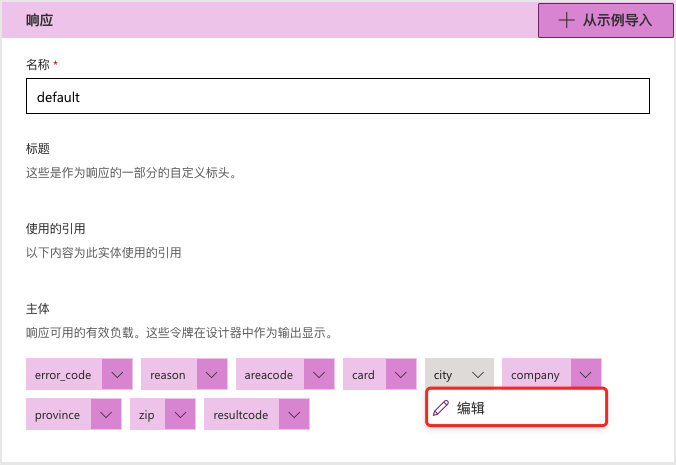 响应
从示例导入
名称 *
default
标题
这些是作为响应的一部分的自定义标头。
使用的引用
以下内容为此实体使用的引用
主体
响应可用的有效负载。这些令牌在设计器中作为输出显示。
error_code reason areacode card city company
province zip resultcode
编辑